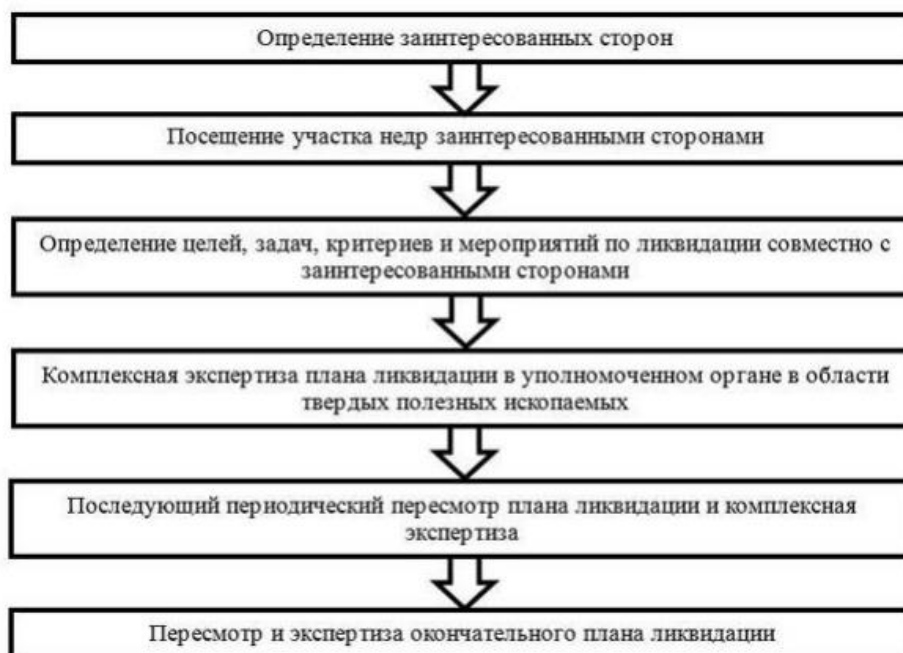 Определение заинтересованных сторон
Посещение участка недр заинтересованными сторонами
Определение целей, задач, критериев и мероприятий по ликвидации совместно с
заинтересованными сторонами
Комплексная экспертиза плана ликвидации в уполномоченном органе в области
твердых полезных ископаемых
Последующий периодический пересмотр плана ликвидации и комплексная
экспертиза
Пересмотр и экспертиза окончательного плана ликвидации